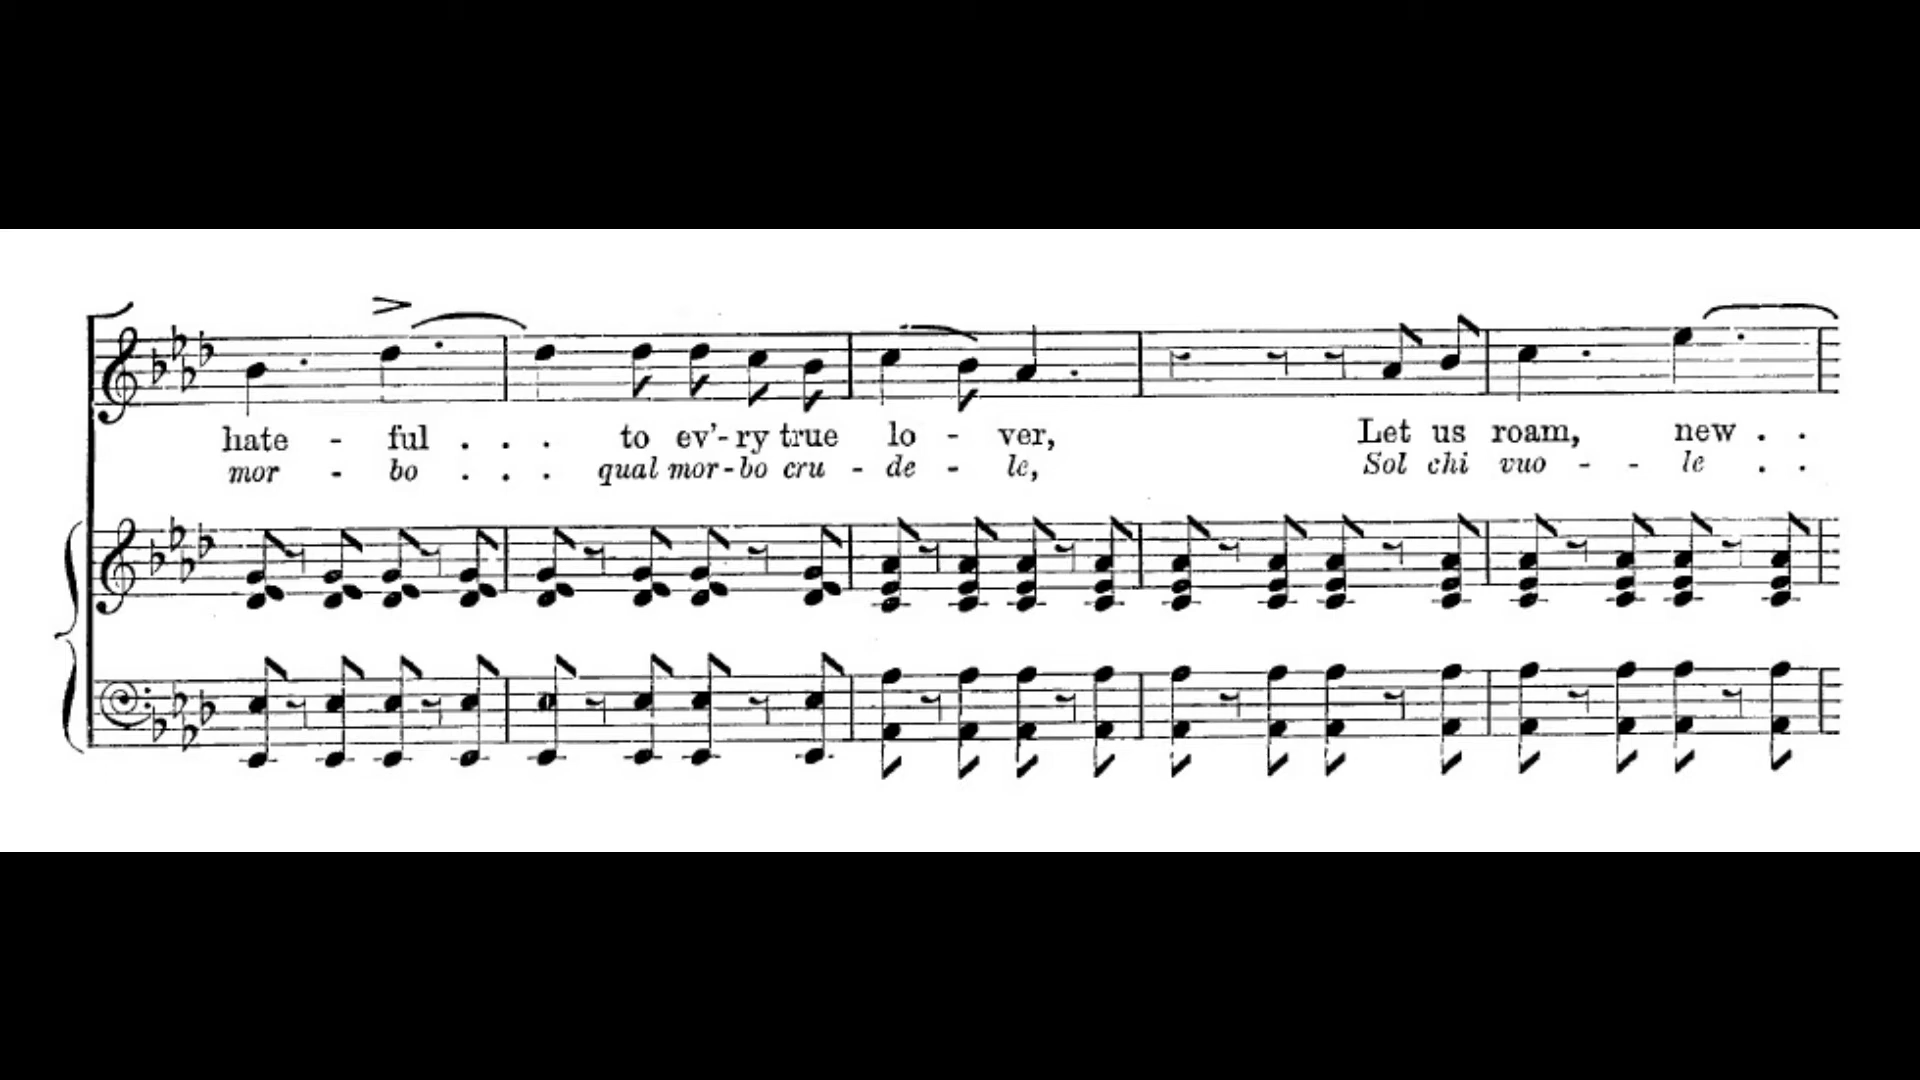 hate - ful . . . to ev'-ry true lo - ver, Let us roam, new . .
mor - bo . . . qual mor-bo cru - de - le, Sol chi vuo - - le . .